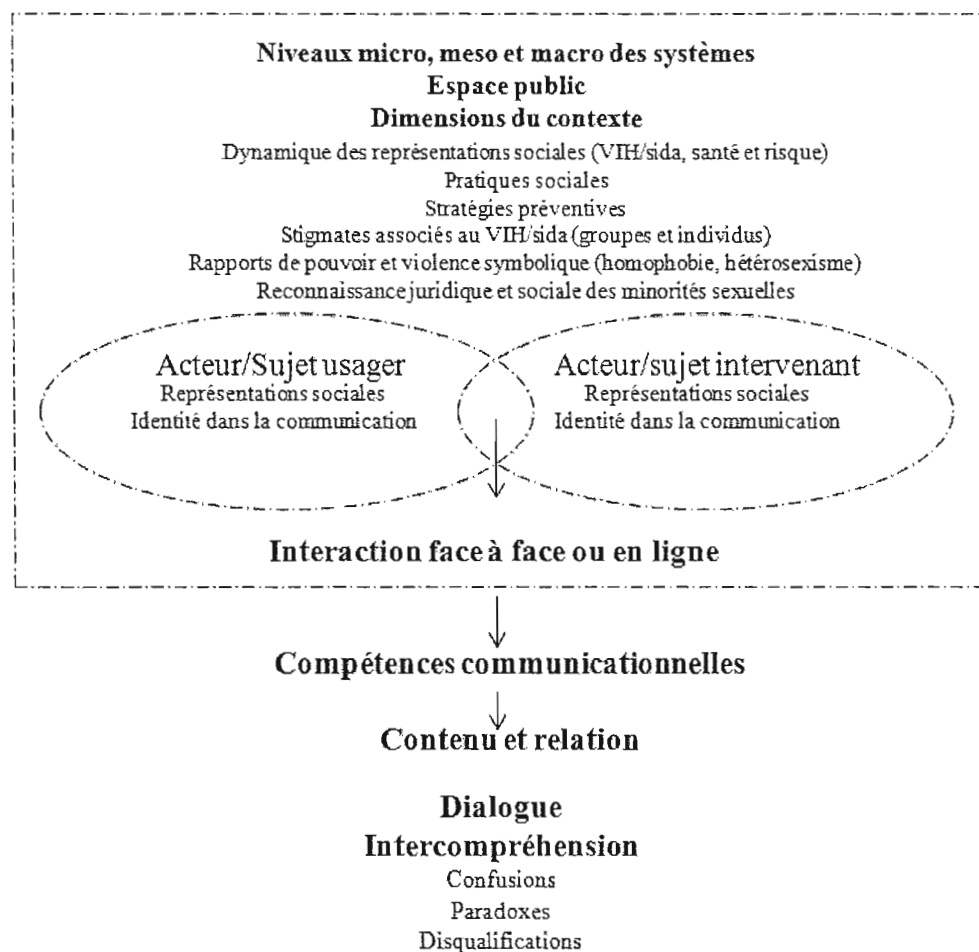 Niveaux micro, meso et macro des systèmes
Espace public
Dimensions du contexte
Dynamique des représentations sociales (VIH/sida, santé et risque)
Pratiques sociales
Stratégies préventives
Stigmates associés au VIH/sida (groupes et individus)
Rapports de pouvoir et violence symbolique (homophobie, hétérosexisme)
Reconnaissance juridique et sociale des minorités sexuelles
Acteur/Sujet usager
Représentations sociales
Identité dans la communication
Acteur/sujet intervenant
Représentations sociales
Identité dans la communication
Interaction face à face ou en ligne
Compétences communicationnelles
Contenu et relation
Dialogue
Intercompréhension
Confusions
Paradoxes
Disqualifications